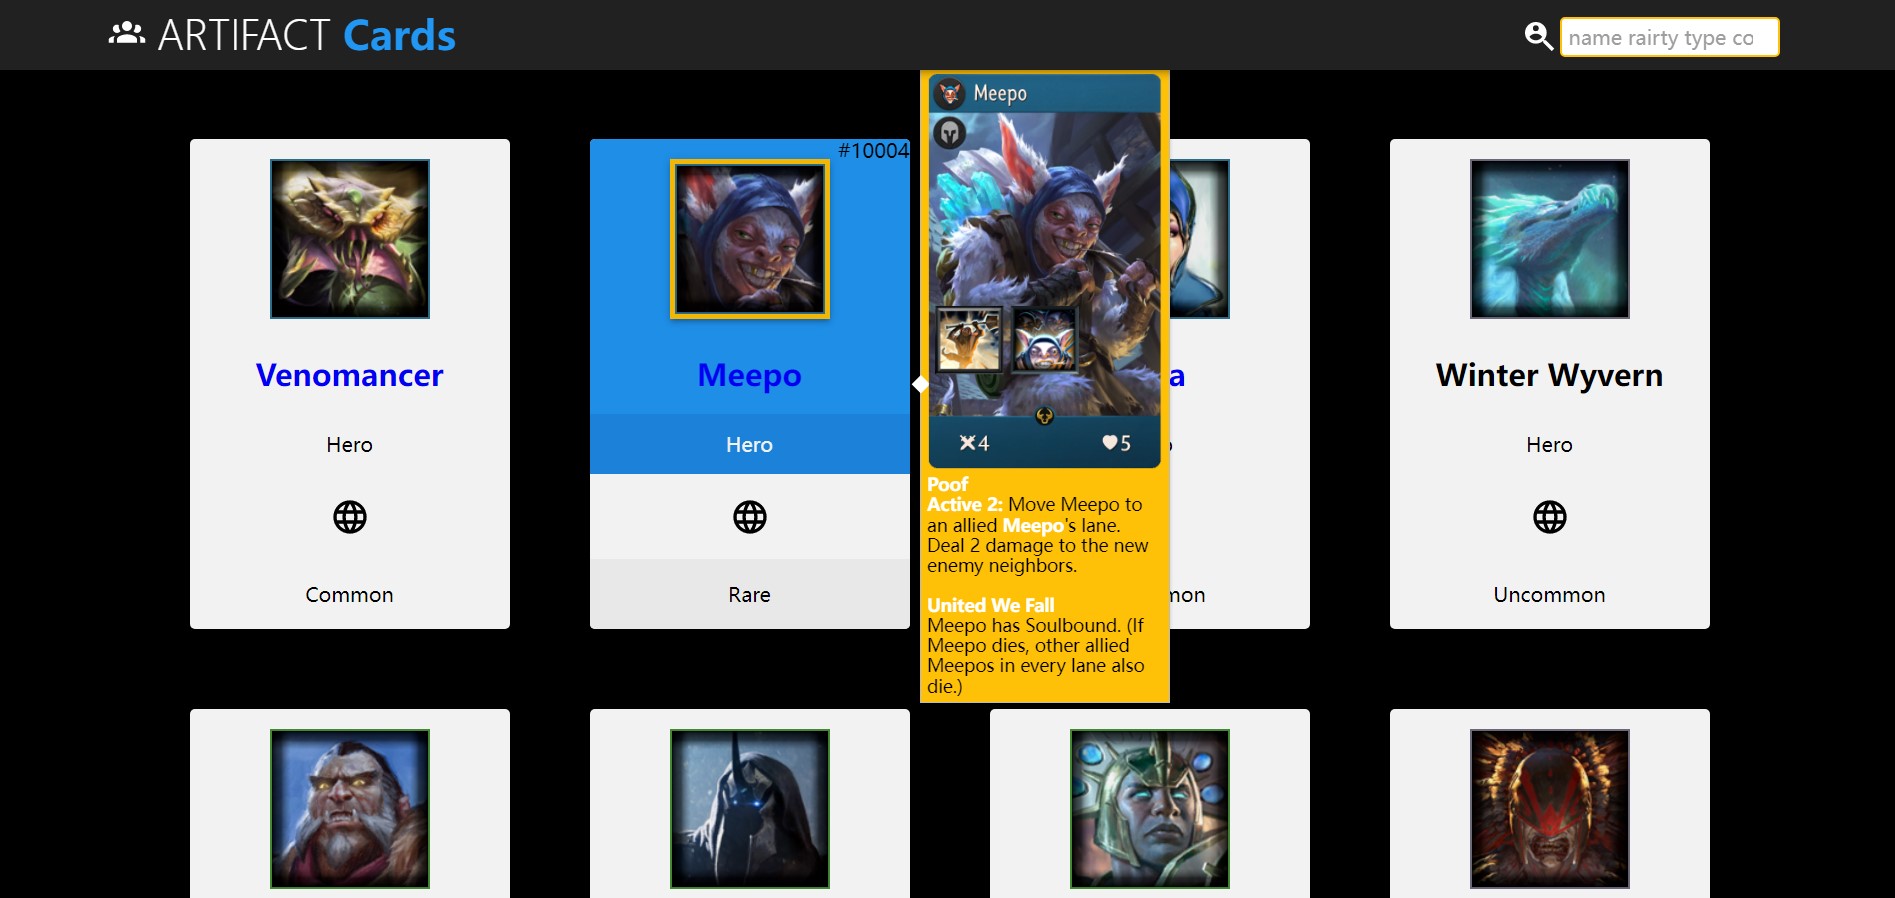 ARTIFACT Cards
name rairty type co
Venomancer
Hero
Common
#10004
Meepo
Hero
Rare
Meepo
4
5
Poof
Active 2: Move Meepo to
an allied Meepo's lane.
Deal 2 damage to the new
enemy neighbors.
United We Fall
Meepo has Soulbound. (If
Meepo dies, other allied
Meepos in every lane also
die.)
a
mon
Winter Wyvern
Hero
Uncommon